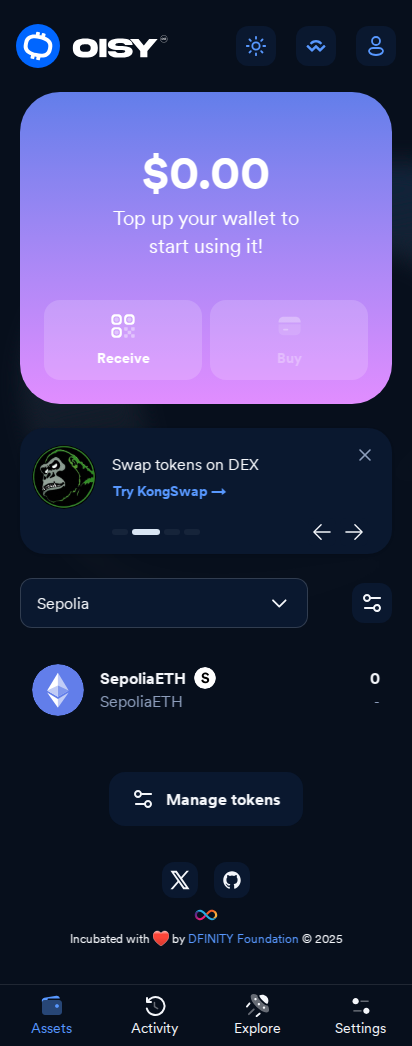 OISY
$0.00
Top up your wallet to
start using it!
Receive
Buy
Swap tokens on DEX
Try KongSwap →
Sepolia
SepoliaETH S
0
SepoliaETH
-
Manage tokens
Incubated with ❤️ by DFINITY Foundation © 2025
Assets
Activity
Explore
Settings